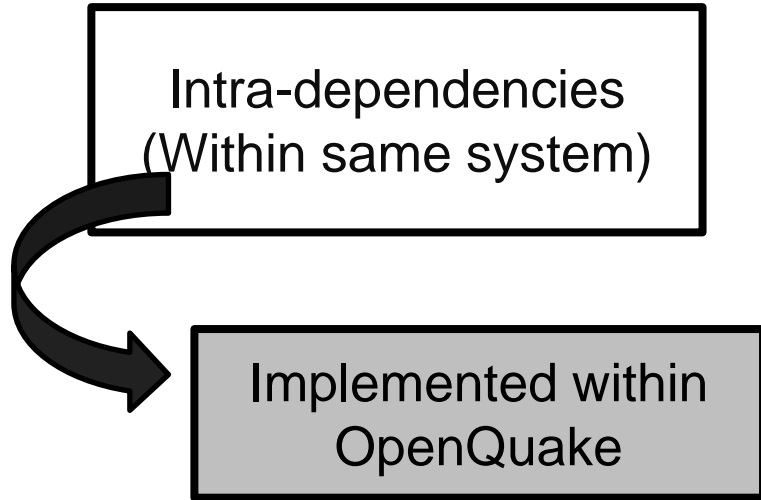 Intra-dependencies
(Within same system)
Implemented within
OpenQuake